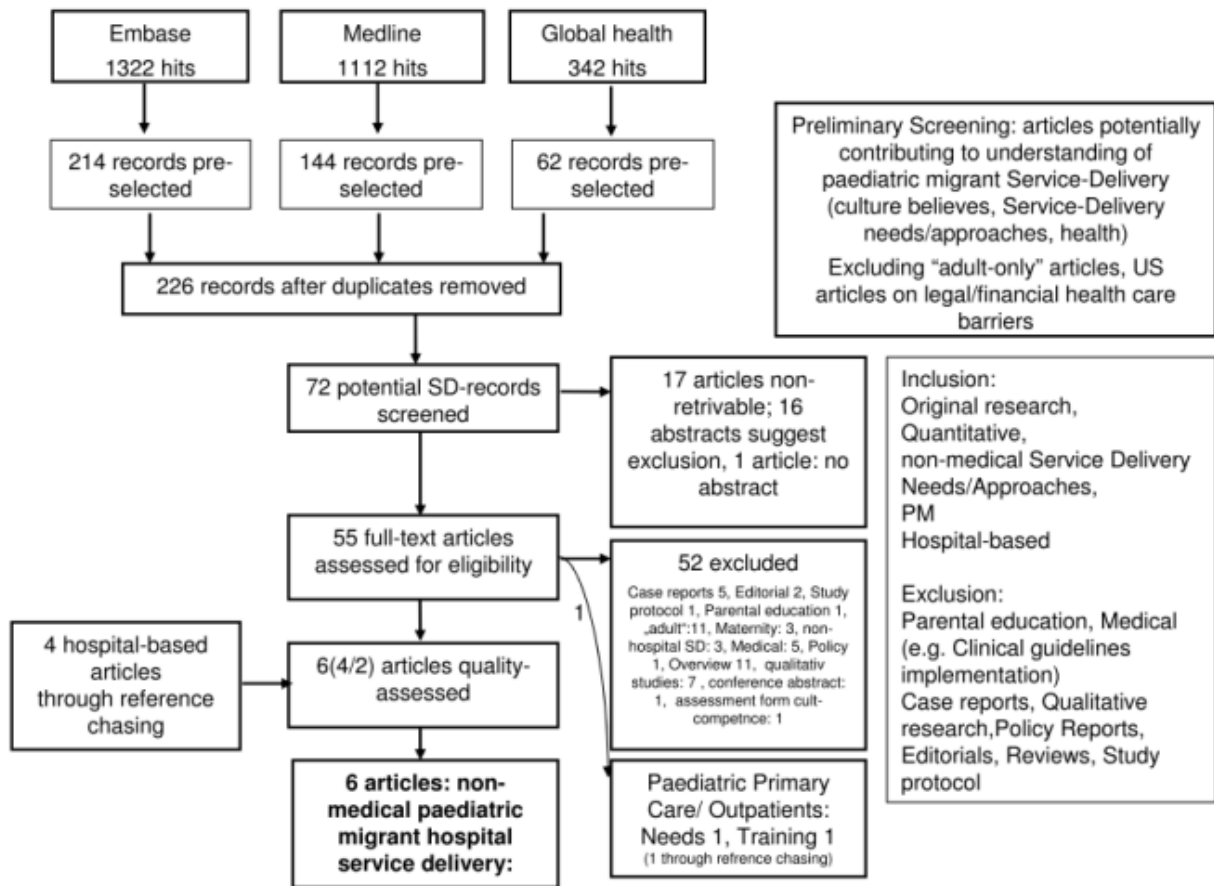 Embase
1322 hits
Medline
1112 hits
Global health
342 hits
214 records pre-
selected
144 records pre-
selected
62 records pre-
selected
Preliminary Screening: articles potentially
contributing to understanding of
paediatric migrant Service-Delivery
(culture believes, Service-Delivery
needs/approaches, health)
Excluding “adult-only” articles, US
articles on legal/financial health care
barriers
226 records after duplicates removed
72 potential SD-records
screened
17 articles non-
retrivable; 16
abstracts suggest
exclusion, 1 article: no
abstract
Inclusion:
Original research,
Quantitative,
non-medical Service Delivery
Needs/Approaches,
PM
Hospital-based
Exclusion:
Parental education, Medical
(e.g. Clinical guidelines
implementation)
Case reports, Qualitative
research,Policy Reports,
Editorials, Reviews, Study
protocol
55 full-text articles
assessed for eligibility
1
52 excluded
Case reports 5, Editorial 2, Study
protocol 1, Parental education 1,
„adult“:11, Maternity: 3, non-
hospital SD: 3, Medical: 5, Policy
1, Overview 11, qualitativ
studies: 7 , conference abstract:
1, assessment form cult-
competnce: 1
4 hospital-based
articles
through reference
chasing
6(4/2) articles quality-
assessed
6 articles: non-
medical paediatric
migrant hospital
service delivery:
Paediatric Primary
Care/ Outpatients:
Needs 1, Training 1
(1 through refrence chasing)